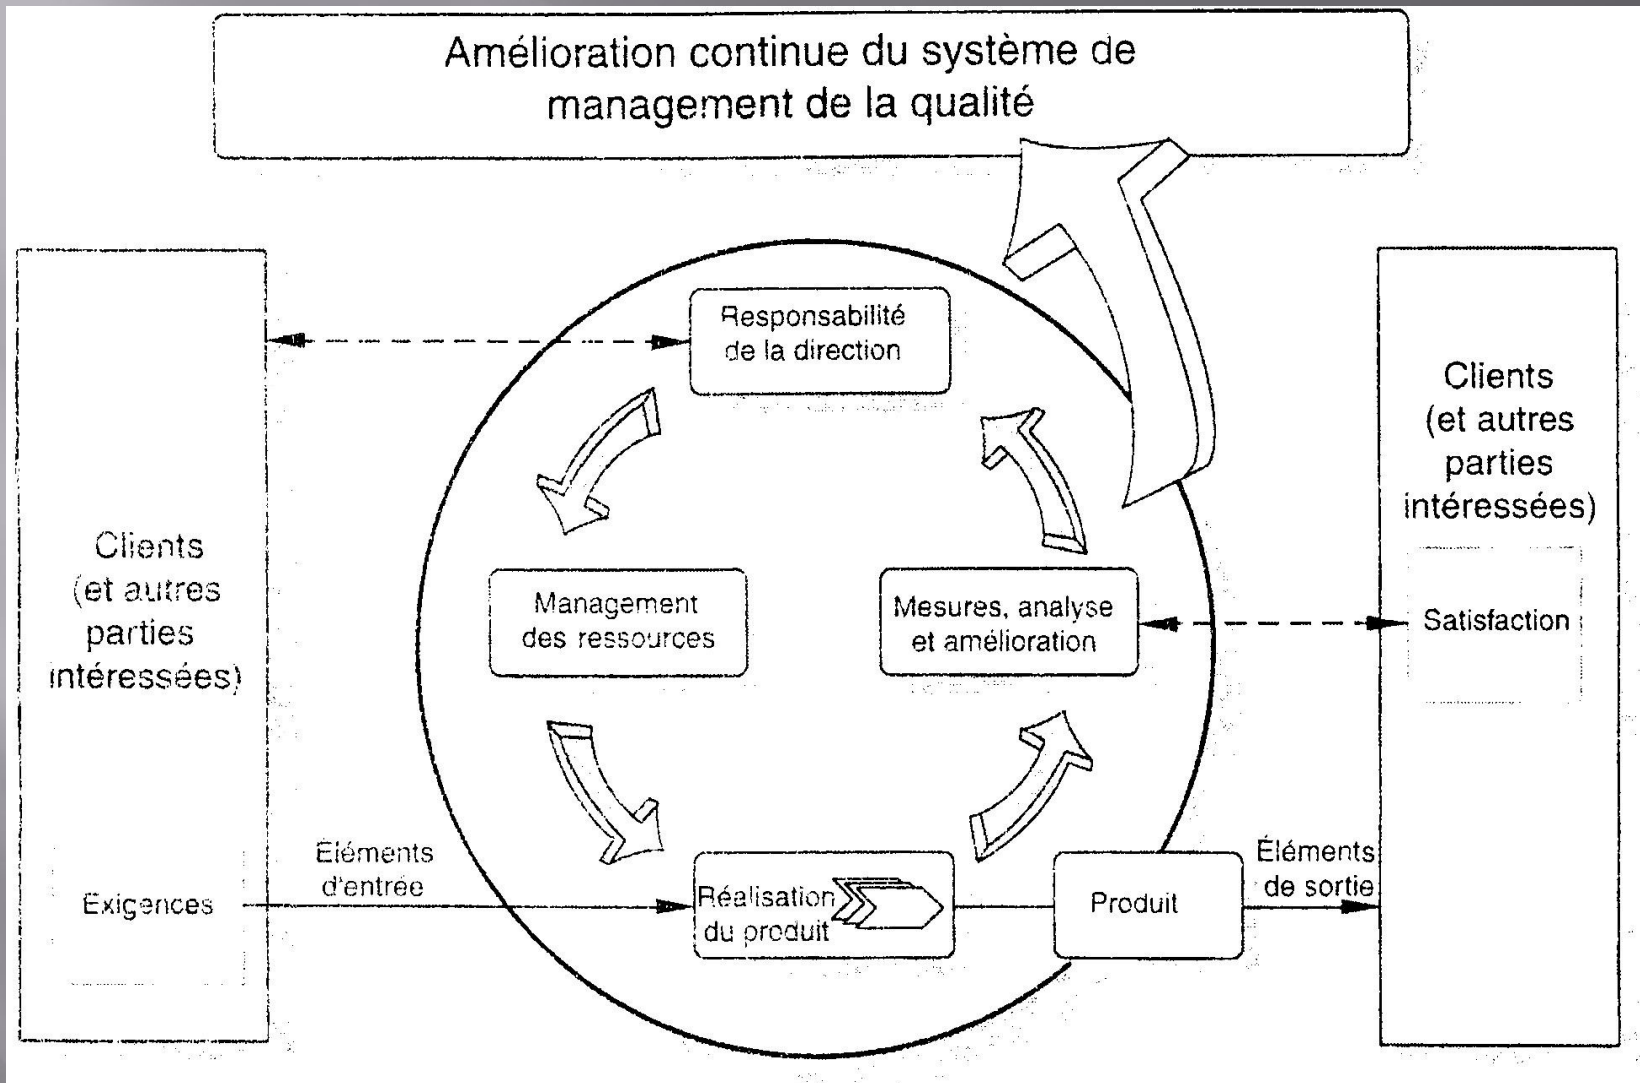 Amélioration continue du système de
management de la qualité
Responsabilité
de la direction
Clients
(et autres
parties
intéressées)
Clients
(et autres
parties
intéressées)
Management
des ressources
Mesures, analyse
et amélioration
Satisfaction
Éléments
d'entrée
Exigences
Réalisation
du produit
Produit
Éléments
de sortie